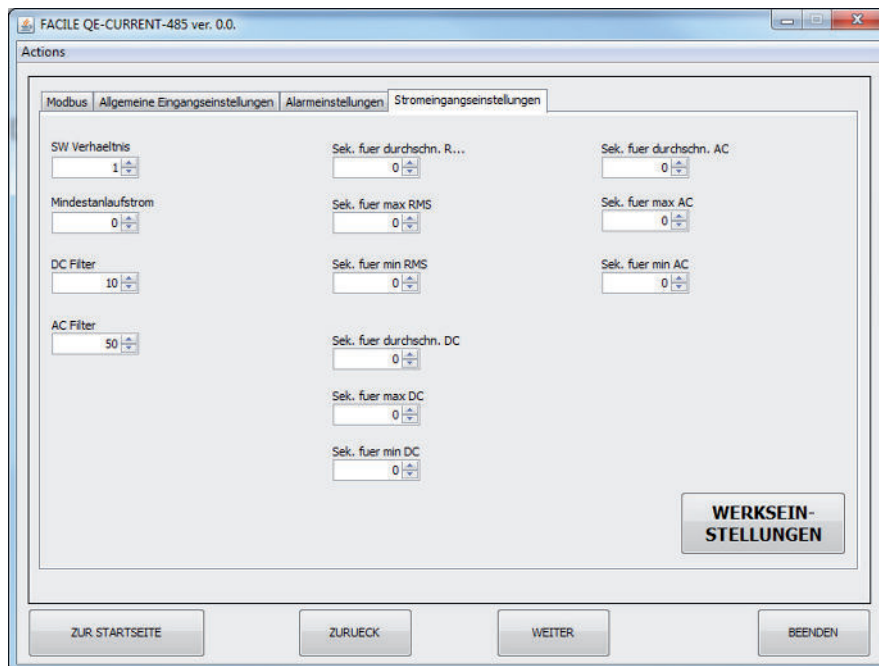 FACILE QE-CURRENT-485 ver. 0.0.
Actions
Modbus Allgemeine Eingangseinstellungen Alarmeinstellungen Stromeingangseinstellungen
SW Verhaeltnis
1
Mindestanlaufstrom
0
DC Filter
10
AC Filter
50
Sek. fuer durchschn. R...
0
Sek. fuer max RMS
0
Sek. fuer min RMS
0
Sek. fuer durchschn. DC
0
Sek. fuer max DC
0
Sek. fuer min DC
0
Sek. fuer durchschn. AC
0
Sek. fuer max AC
0
Sek. fuer min AC
0
WERKSEIN-
STELLUNGEN
ZUR STARTSEITE ZURUECK WEITER BEENDEN